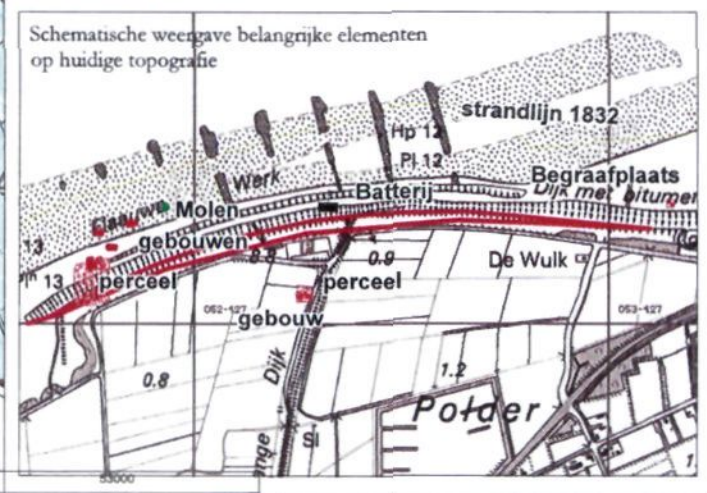 Schematische weergave belangrijke elementen
op huidige topografie
strandlijn 1832
Hp 12
Pl 12
Werk
Begraafplaats
Batterij
Dijk met bitumen
Molen
gebouwen
13
13
perceel
0.9
perceel
De Wulk
052-427
053-427
gebouw
Dijk
0.8
1.2
Polder
Sl
53000